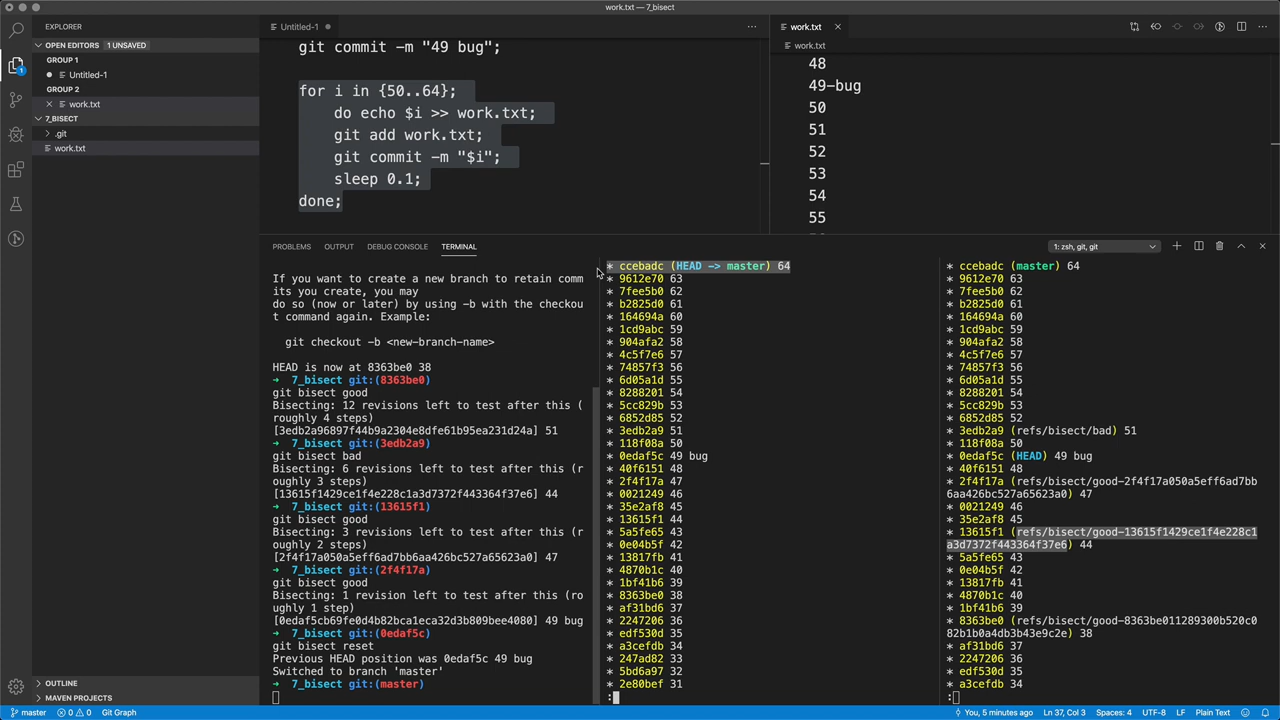 work.txt — 7_bisect
EXPLORER
OPEN EDITORS 1 UNSAVED
GROUP 1
Untitled-1
GROUP 2
work.txt
7_BISECT
.git
work.txt
OUTLINE
MAVEN PROJECTS
Untitled-1
git commit -m "49 bug";
for i in {50..64};
do echo $i >> work.txt;
git add work.txt;
git commit -m "$i";
sleep 0.1;
done;
work.txt
work.txt
48
49-bug
50
51
52
53
54
55
PROBLEMS OUTPUT DEBUG CONSOLE TERMINAL
1: zsh, git, git
If you want to create a new branch to retain comm
its you create, you may
do so (now or later) by using -b with the checkou
t command again. Example:
git checkout -b <new-branch-name>
HEAD is now at 8363be0 38
➜ 7_bisect git:(8363be0)
git bisect good
Bisecting: 12 revisions left to test after this (
roughly 4 steps)
[3edb2a96897f44b9a2304e8dfe61b95ea231d24a] 51
➜ 7_bisect git:(3edb2a9)
git bisect bad
Bisecting: 6 revisions left to test after this (r
oughly 3 steps)
[13615f1429ce1f4e228c1a3d7372f443364f37e6] 44
➜ 7_bisect git:(13615f1)
git bisect good
Bisecting: 3 revisions left to test after this (r
oughly 2 steps)
[2f4f17a050a5eff6ad7bb6aa426bc527a65623a0] 47
➜ 7_bisect git:(2f4f17a)
git bisect good
Bisecting: 1 revision left to test after this (ro
ughly 1 step)
[0edaf5cb69fe0d4b82bca1eca32d3b809bee4080] 49 bug
➜ 7_bisect git:(0edaf5c)
git bisect reset
Previous HEAD position was 0edaf5c 49 bug
Switched to branch 'master'
➜ 7_bisect git:(master)
* ccebadc (HEAD -> master) 64
* 9612e70 63
* 7fee5b0 62
* b2825d0 61
* 164694a 60
* 1cd9abc 59
* 904afa2 58
* 4c5f7e6 57
* 74857f3 56
* 6d05a1d 55
* 8288201 54
* 5cc829b 53
* 6852d85 52
* 3edb2a9 51
* 118f08a 50
* 0edaf5c 49 bug
* 40f6151 48
* 2f4f17a 47
* 0021249 46
* 35e2af8 45
* 13615f1 44
* 5a5fe65 43
* 0e04b5f 42
* 13817fb 41
* 4870b1c 40
* 1bf41b6 39
* 8363be0 38
* af31bd6 37
* 2247206 36
* edf530d 35
* a3cefdb 34
* 247ad82 33
* 5bd6a97 32
* 2e80bef 31
:
* ccebadc (master) 64
* 9612e70 63
* 7fee5b0 62
* b2825d0 61
* 164694a 60
* 1cd9abc 59
* 904afa2 58
* 4c5f7e6 57
* 74857f3 56
* 6d05a1d 55
* 8288201 54
* 5cc829b 53
* 6852d85 52
* 3edb2a9 (refs/bisect/bad) 51
* 118f08a 50
* 0edaf5c (HEAD) 49 bug
* 40f6151 48
* 2f4f17a (refs/bisect/good-2f4f17a050a5eff6ad7bb
6aa426bc527a65623a0) 47
* 0021249 46
* 35e2af8 45
* 13615f1 (refs/bisect/good-13615f1429ce1f4e228c1
a3d7372f443364f37e6) 44
* 5a5fe65 43
* 0e04b5f 42
* 13817fb 41
* 4870b1c 40
* 1bf41b6 39
* 8363be0 (refs/bisect/good-8363be011289300b520c0
82b1b0a4db3b43e9c2e) 38
* af31bd6 37
* 2247206 36
* edf530d 35
* a3cefdb 34
:
master
0 0 Git Graph
You, 5 minutes ago Ln 37, Col 3 Spaces: 4 UTF-8 LF Plain Text